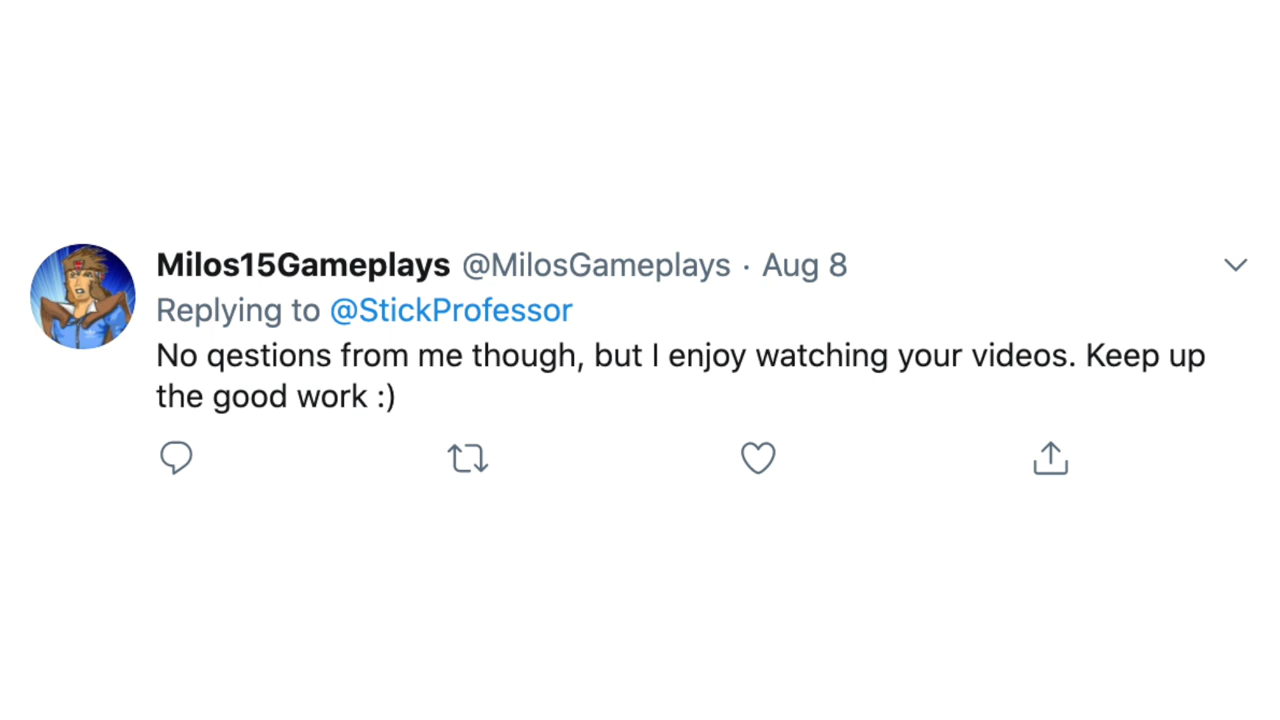 Milos15Gameplays @MilosGameplays · Aug 8
Replying to @StickProfessor
No qestions from me though, but I enjoy watching your videos. Keep up
the good work :)